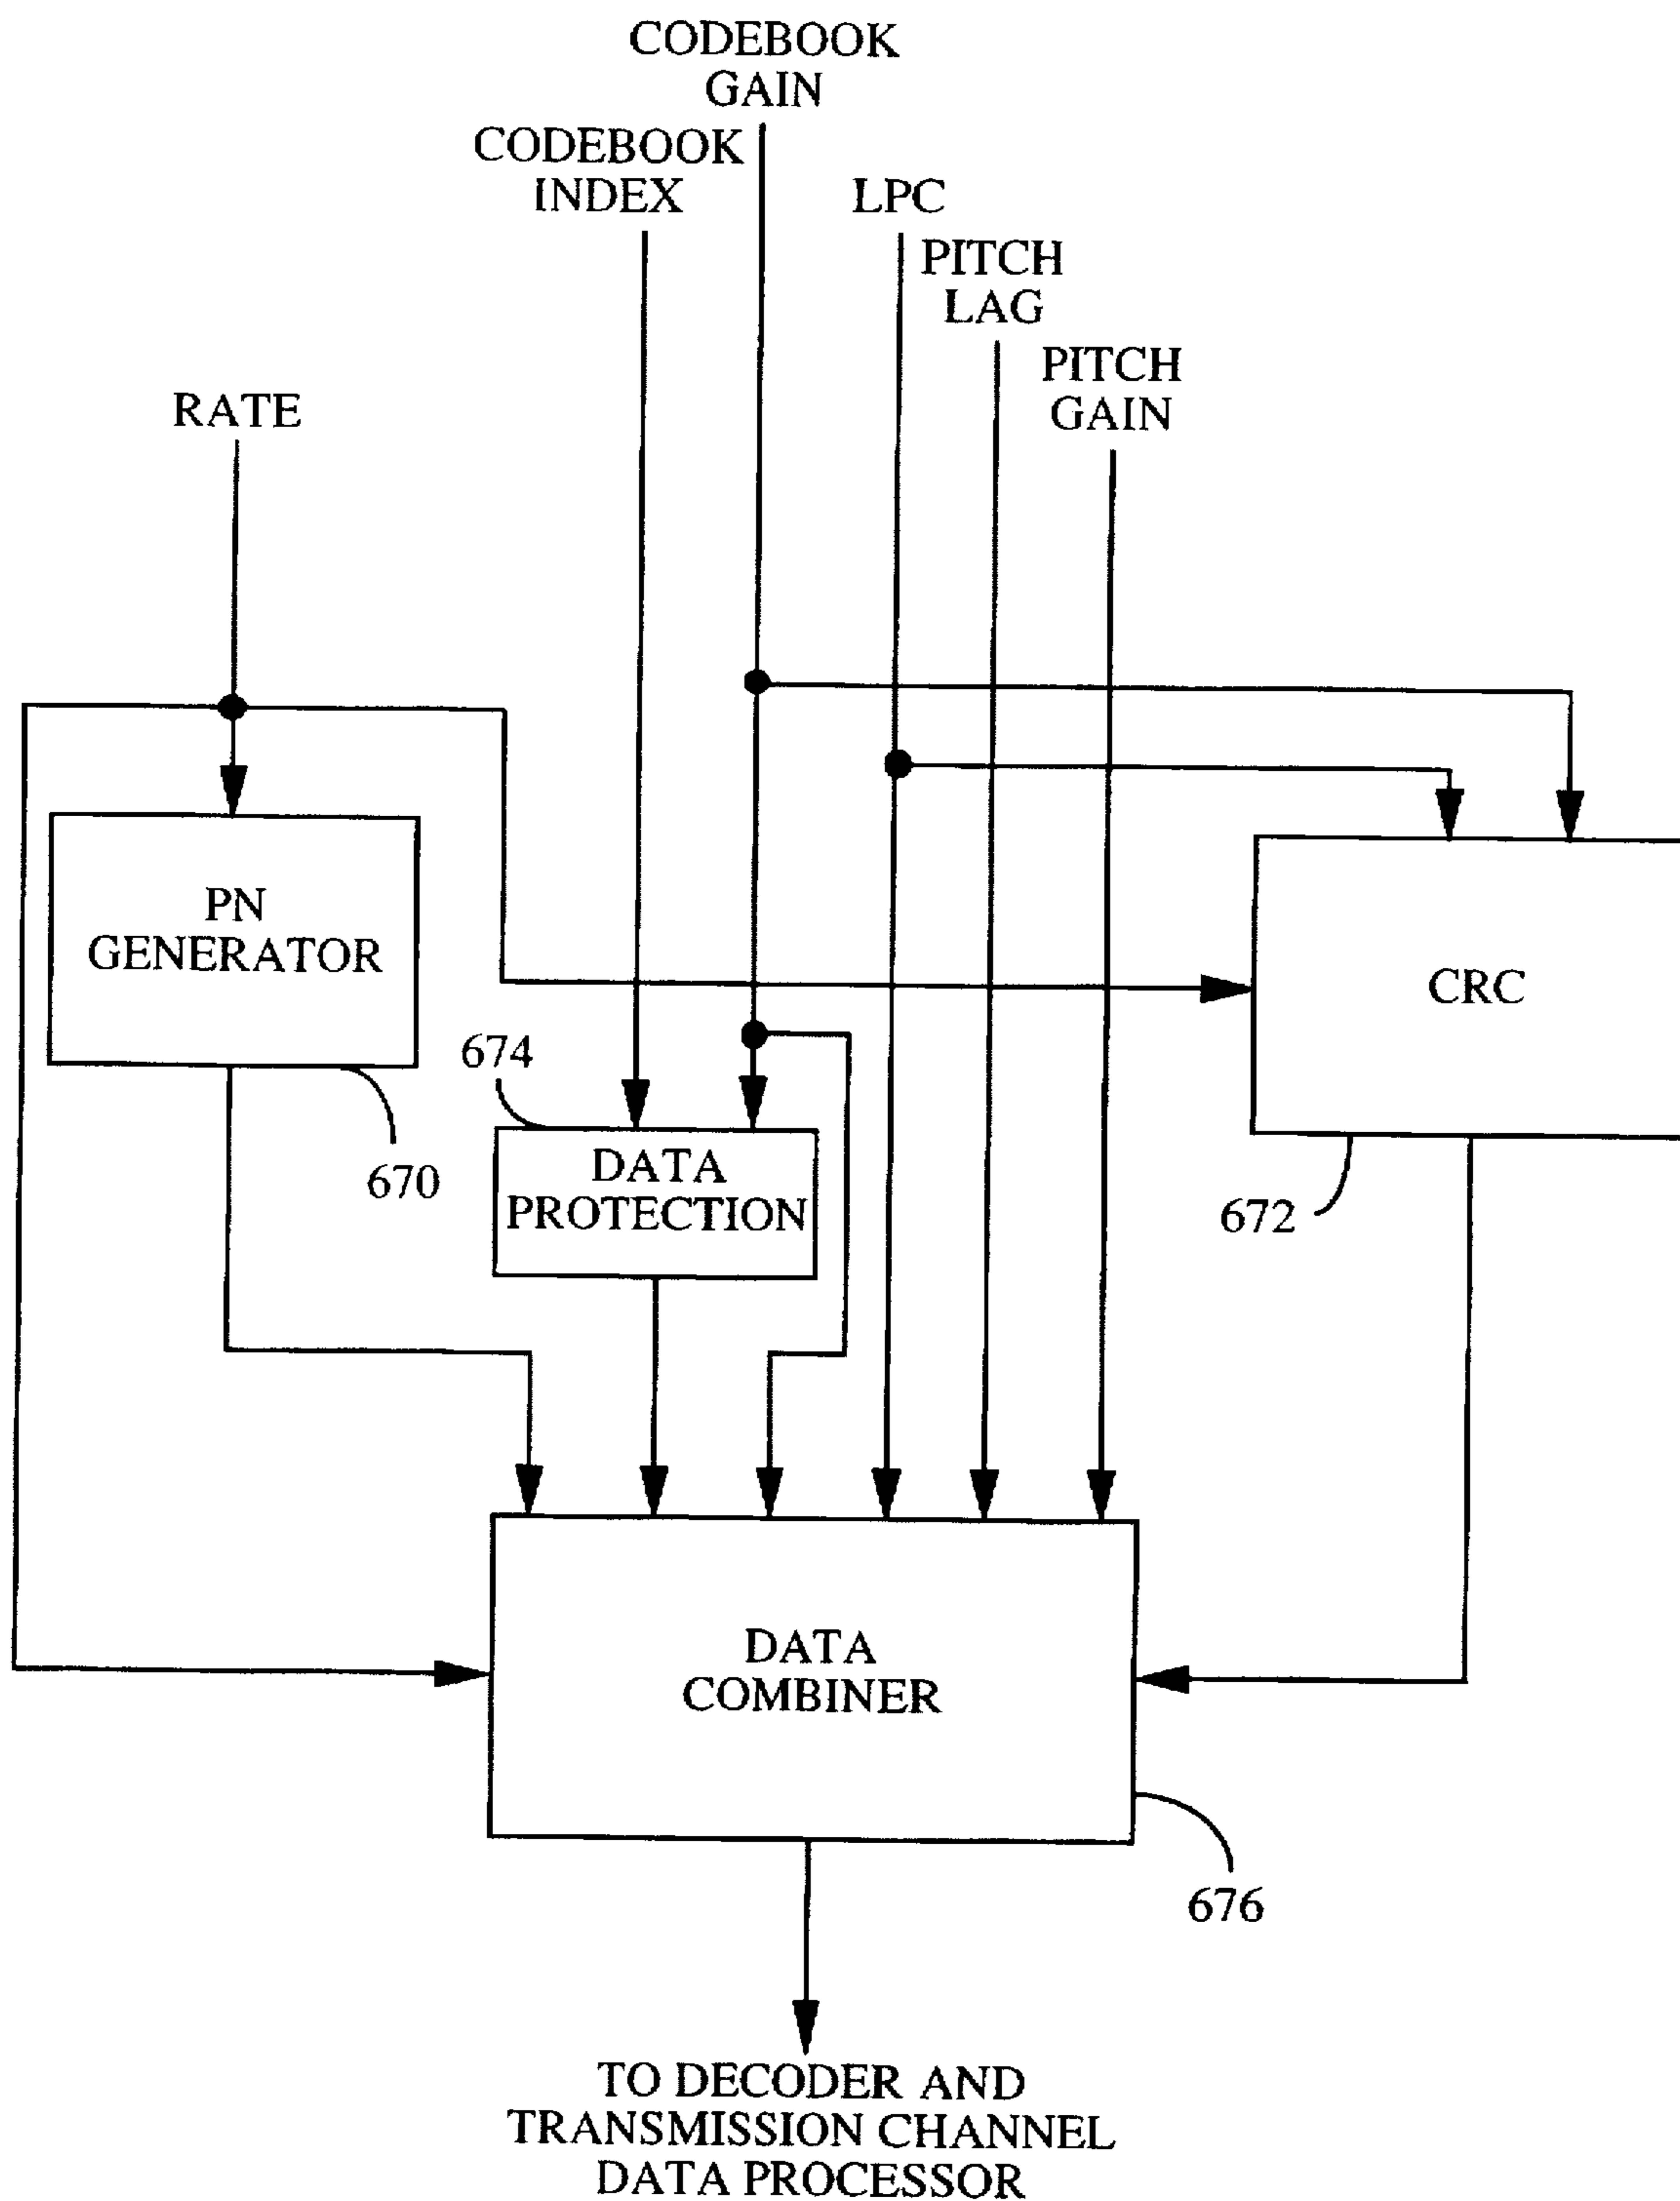 CODEBOOK
GAIN
CODEBOOK
INDEX
LPC
PITCH
LAG
PITCH
GAIN
RATE
PN
GENERATOR
CRC
674
DATA
PROTECTION
670
672
DATA
COMBINER
676
TO DECODER AND
TRANSMISSION CHANNEL
DATA PROCESSOR